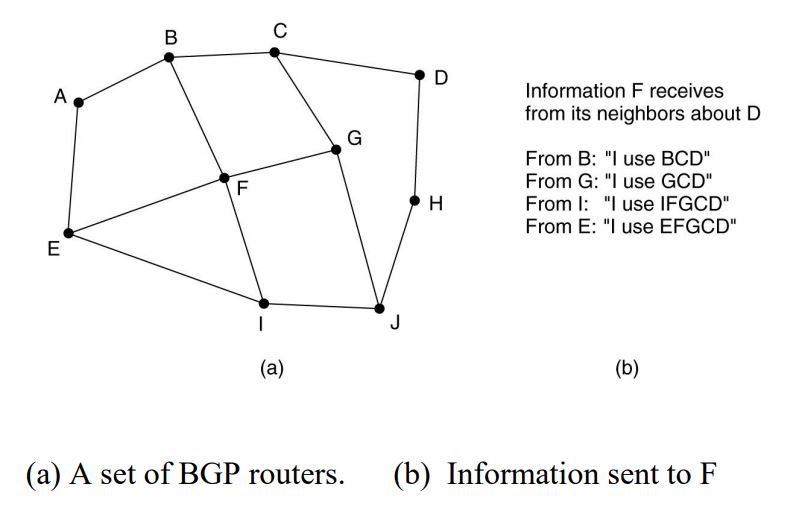 B
C
D
A
G
F
H
E
I
J
Information F receives
from its neighbors about D
From B: "I use BCD"
From G: "I use GCD"
From I: "I use IFGCD"
From E: "I use EFGCD"
(a)
(b)
(a) A set of BGP routers. (b) Information sent to F